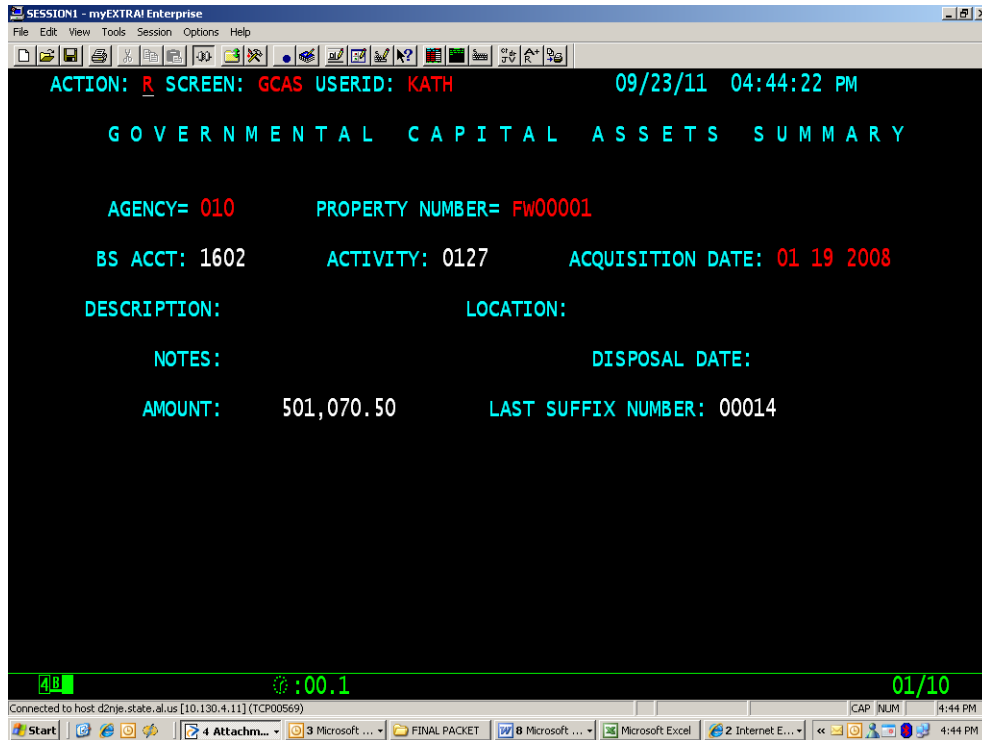 SESSION1 - myEXTRA! Enterprise
File Edit View Tools Session Options Help
ACTION: R SCREEN: GCAS USERID: KATH 09/23/11 04:44:22 PM
G O V E R N M E N T A L C A P I T A L A S S E T S S U M M A R Y
AGENCY= 010 PROPERTY NUMBER= FW00001
BS ACCT: 1602 ACTIVITY: 0127 ACQUISITION DATE: 01 19 2008
DESCRIPTION: LOCATION:
NOTES: DISPOSAL DATE:
AMOUNT: 501,070.50 LAST SUFFIX NUMBER: 00014
4B :00.1 01/10
Connected to host d2nje.state.al.us [10.130.4.11] (TCP00569) CAP NUM 4:44 PM
Start 4 Attachm... 3 Microsoft ... FINAL PACKET 8 Microsoft ... Microsoft Excel 2 Internet E... « 4:44 PM